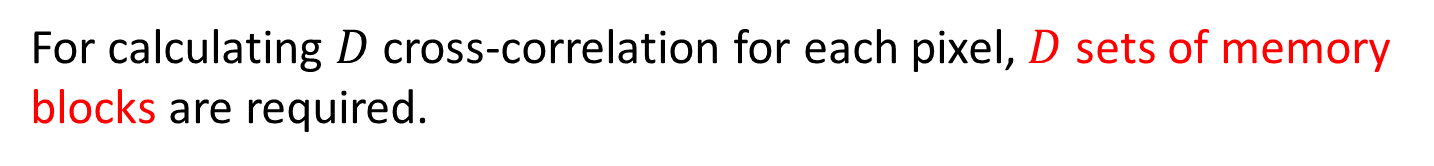 For calculating D cross-correlation for each pixel, D sets of memory
blocks are required.